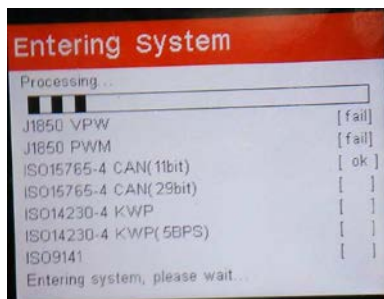 Entering System
Processing...
J1850 VPW [fail]
J1850 PWM [fail]
ISO15765-4 CAN(11bit) [ ok ]
ISO15765-4 CAN(29bit) [ ]
ISO14230-4 KWP [ ]
ISO14230-4 KWP(5BPS) [ ]
ISO9141 [ ]
Entering system, please wait...